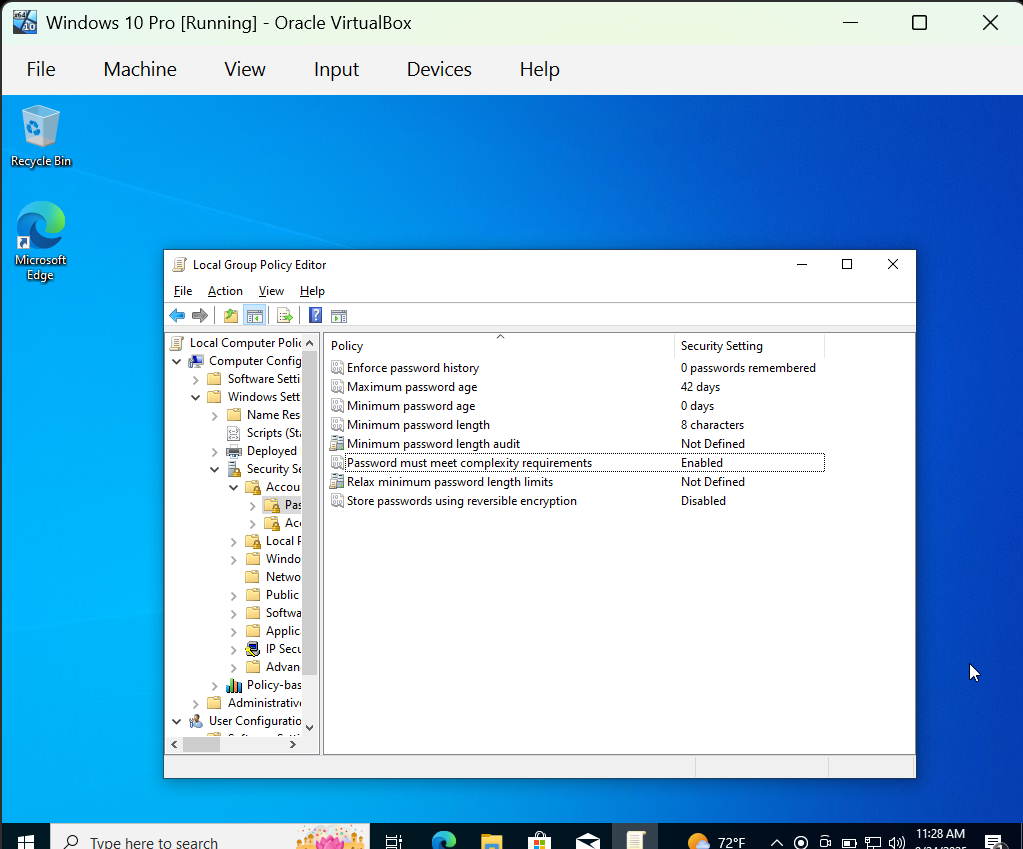 Windows 10 Pro [Running] - Oracle VirtualBox
File Machine View Input Devices Help
Recycle Bin
Microsoft
Edge
Local Group Policy Editor
File Action View Help
Local Computer Polic
Computer Config
Software Setti
Windows Sett
Name Res
Scripts (Sta
Deployed
Security Se
Accou
Pas
Acc
Local P
Windo
Netwo
Public
Softwa
Applic
IP Secu
Advan
Policy-bas
Administrative
User Configuratio
Policy Security Setting
Enforce password history 0 passwords remembered
Maximum password age 42 days
Minimum password age 0 days
Minimum password length 8 characters
Minimum password length audit Not Defined
Password must meet complexity requirements Enabled
Relax minimum password length limits Not Defined
Store passwords using reversible encryption Disabled
Type here to search
72°F
11:28 AM